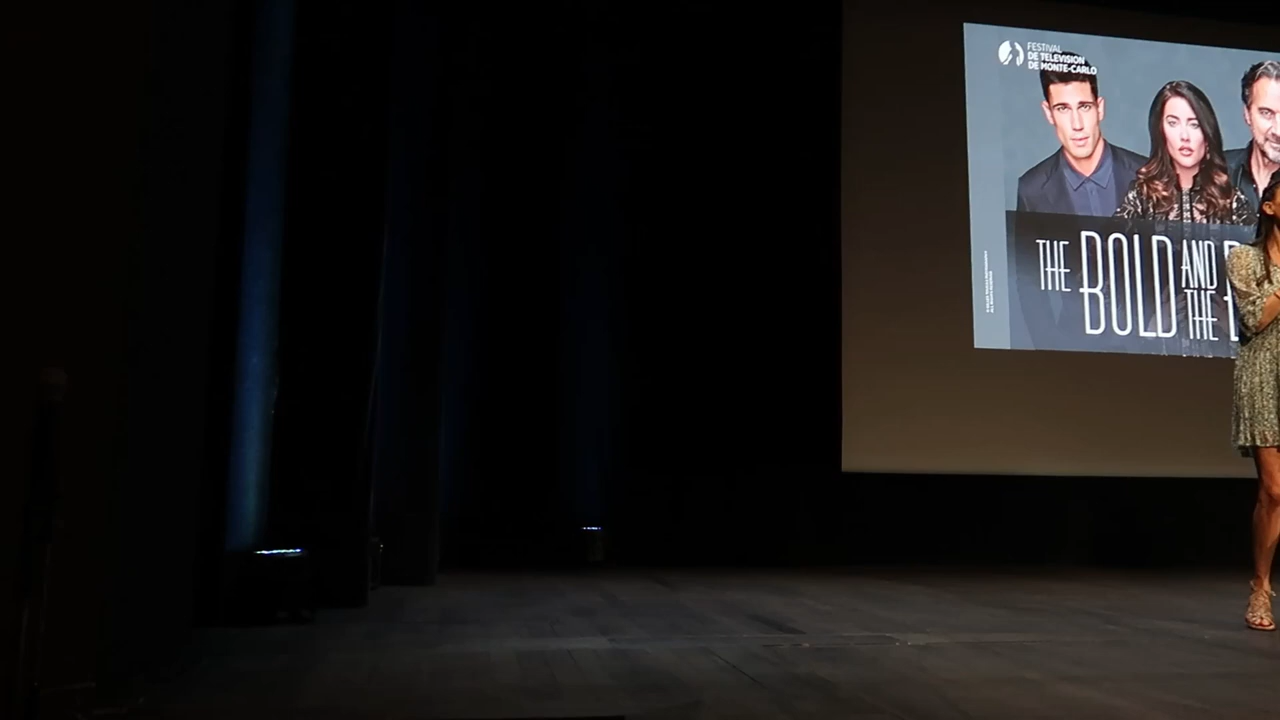 FESTIVAL
DE TELEVISION
DE MONTE-CARLO
THE BOLD AND
THE